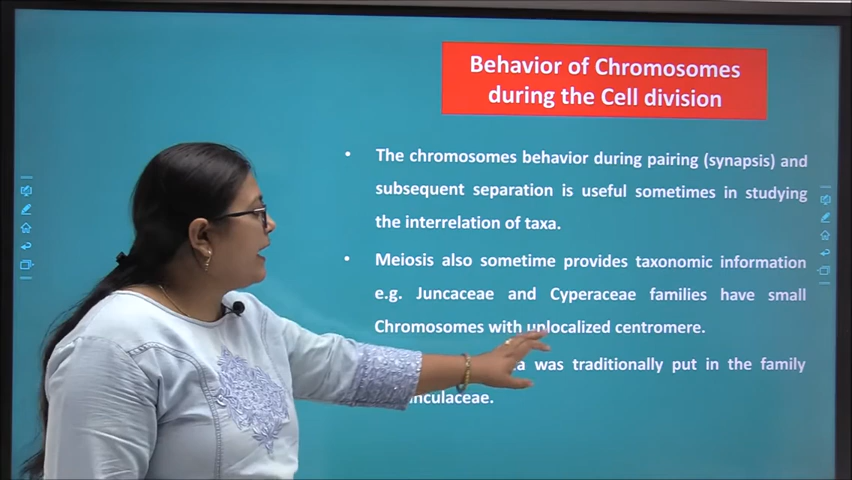 Behavior of Chromosomes
during the Cell division
• The chromosomes behavior during pairing (synapsis) and
subsequent separation is useful sometimes in studying
the interrelation of taxa.
• Meiosis also sometime provides taxonomic information
e.g. Juncaceae and Cyperaceae families have small
Chromosomes with unlocalized centromere.
was traditionally put in the family